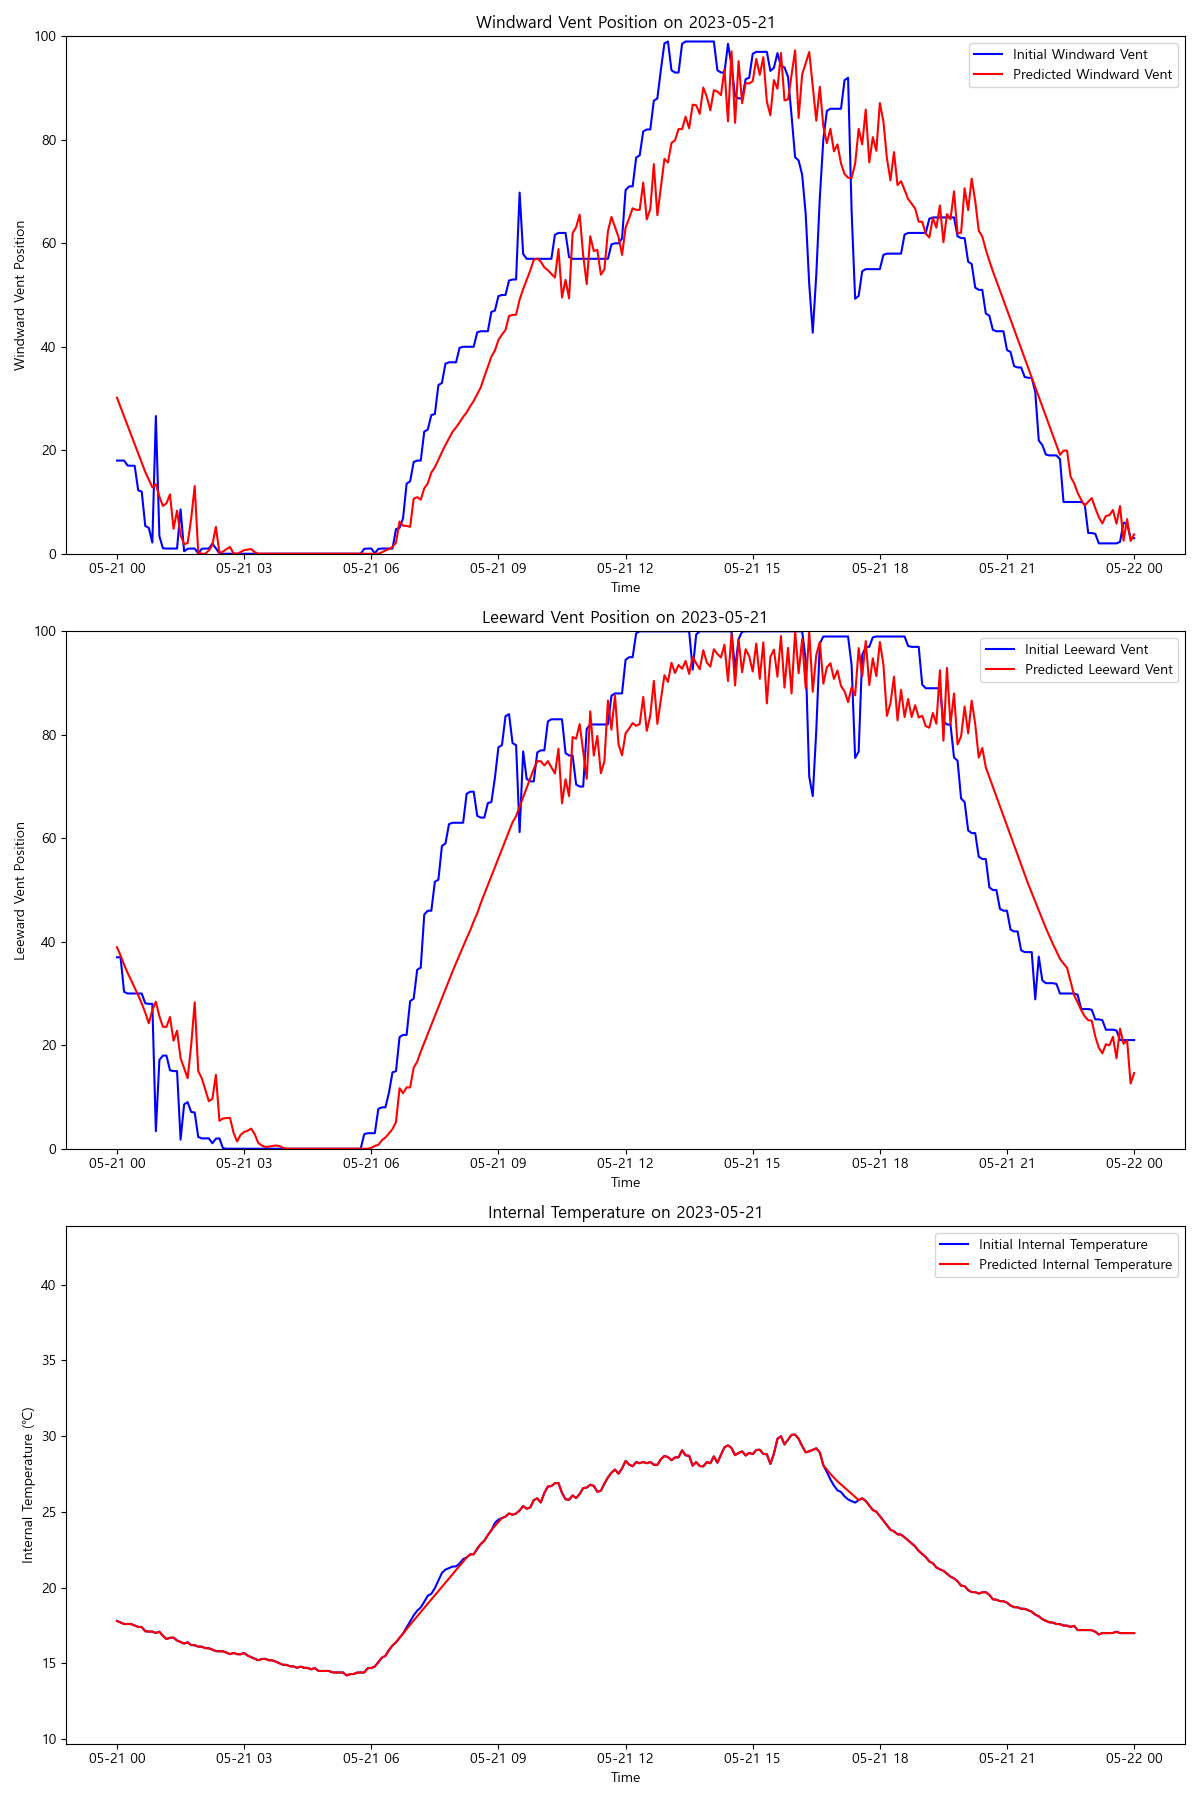 Windward Vent Position on 2023-05-21
Initial Windward Vent
Predicted Windward Vent
100
80
60
40
20
0
Windward Vent Position
05-21 00 05-21 03 05-21 06 05-21 09 05-21 12 05-21 15 05-21 18 05-21 21 05-22 00
Time
Leeward Vent Position on 2023-05-21
Initial Leeward Vent
Predicted Leeward Vent
100
80
60
40
20
0
Leeward Vent Position
05-21 00 05-21 03 05-21 06 05-21 09 05-21 12 05-21 15 05-21 18 05-21 21 05-22 00
Time
Internal Temperature on 2023-05-21
Initial Internal Temperature
Predicted Internal Temperature
40
35
30
25
20
15
10
Internal Temperature (℃)
05-21 00 05-21 03 05-21 06 05-21 09 05-21 12 05-21 15 05-21 18 05-21 21 05-22 00
Time